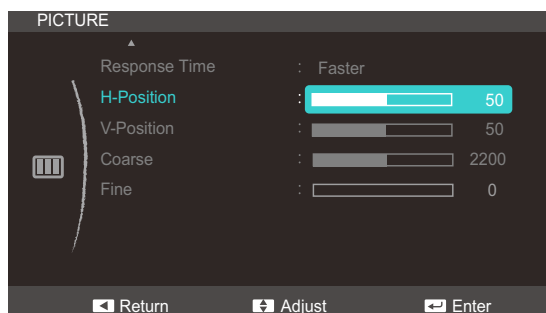 PICTURE
Response Time : Faster
H-Position : 50
V-Position : 50
Coarse : 2200
Fine : 0
Return Adjust Enter